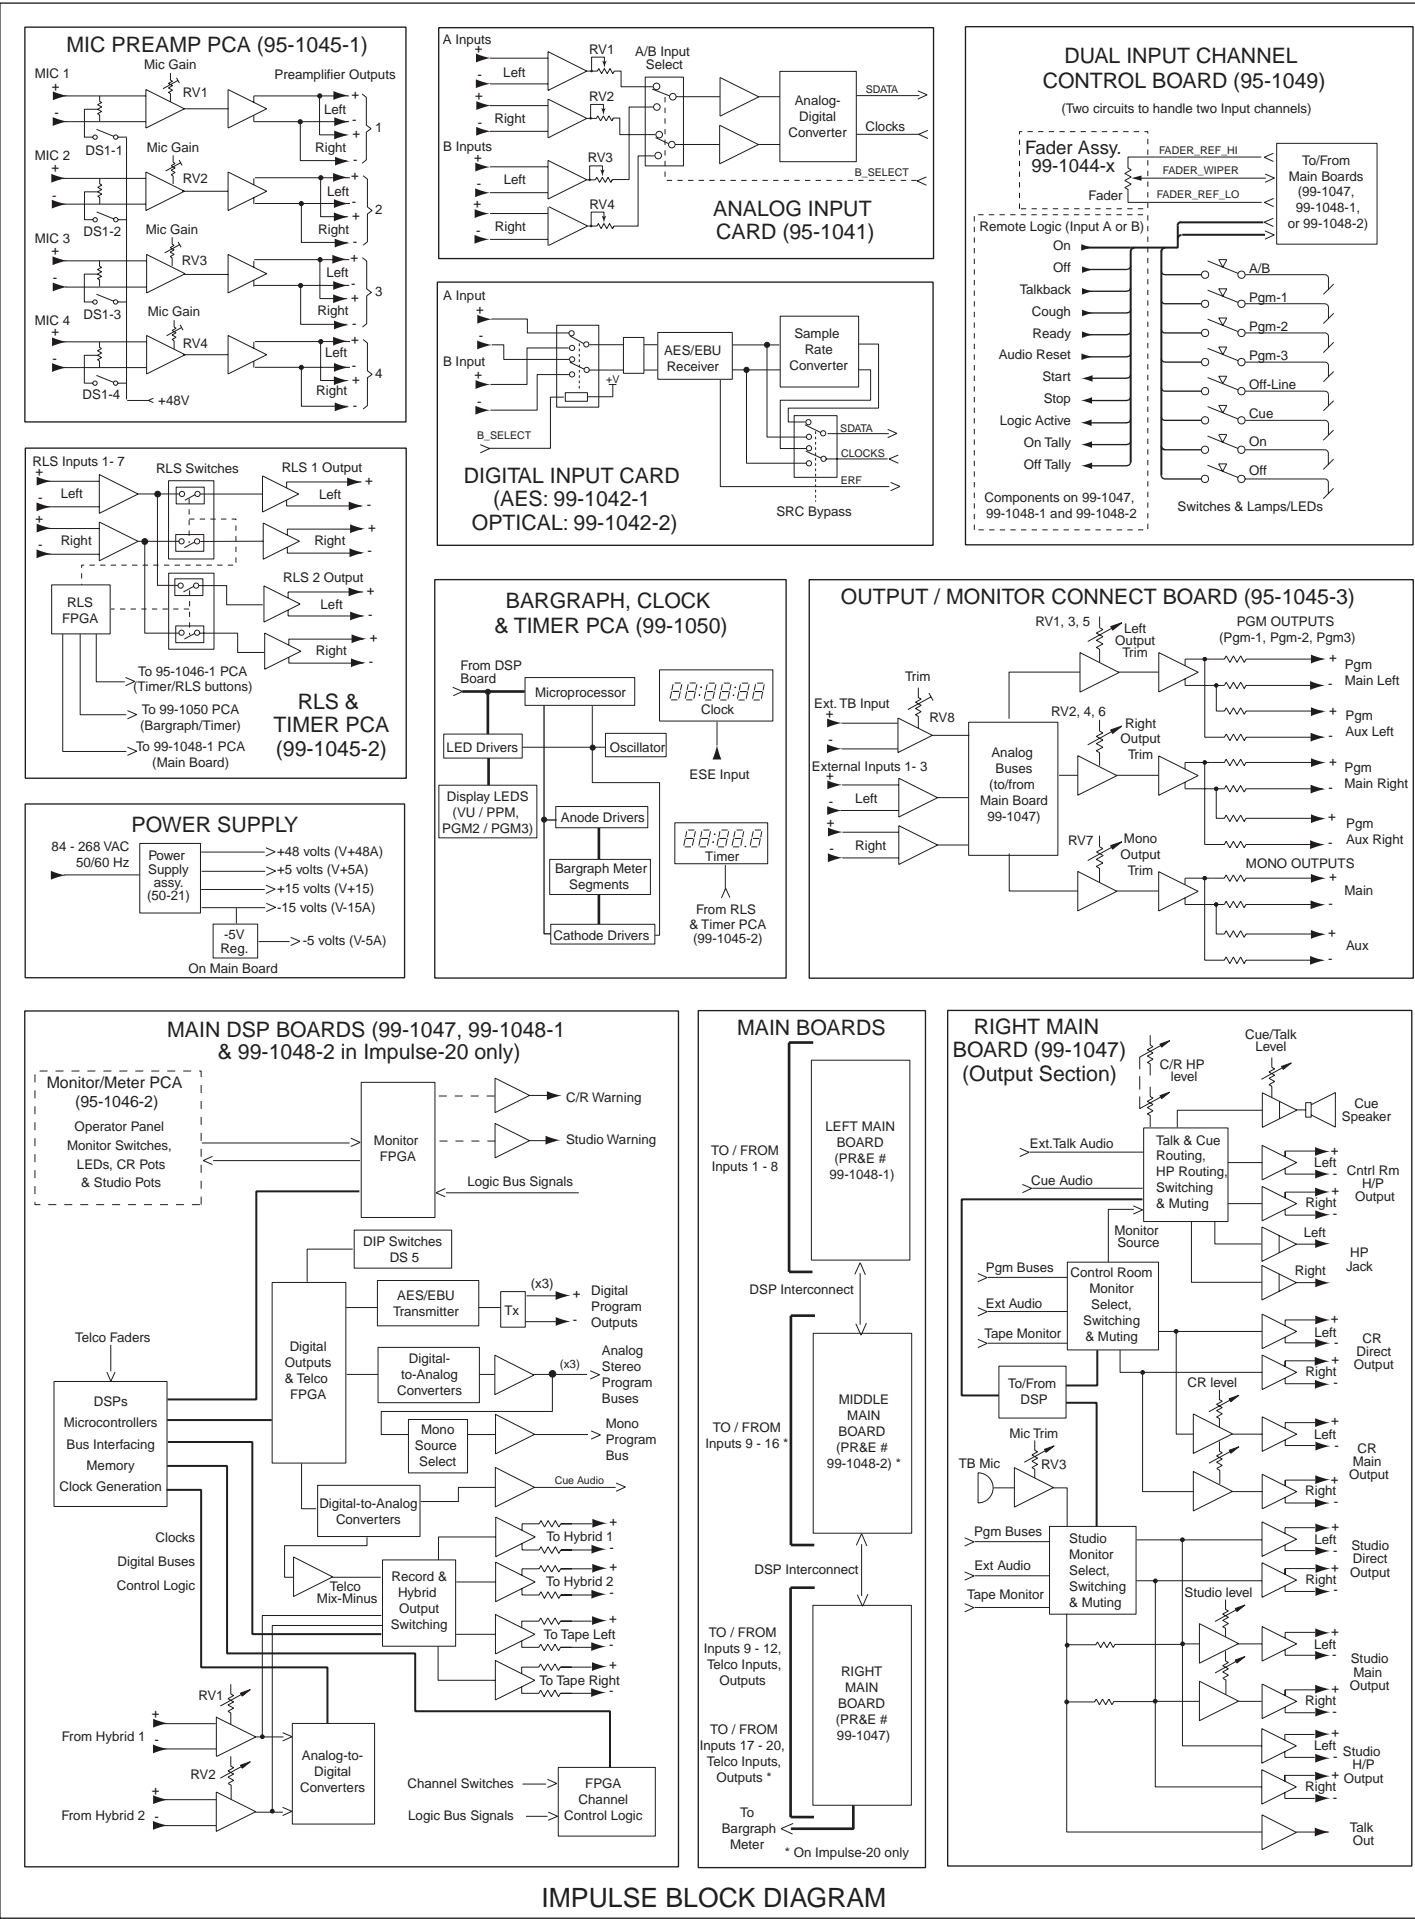 MIC PREAMP PCA (95-1045-1)
MIC 1
Mic Gain
RV1
Preamplifier Outputs
+
-
DS1-1
+
Left
-
+
Right
-
1
MIC 2
Mic Gain
RV2
+
-
DS1-2
+
Left
-
+
Right
-
2
MIC 3
Mic Gain
RV3
+
-
DS1-3
+
Left
-
+
Right
-
3
MIC 4
Mic Gain
RV4
+
-
DS1-4
+
Left
-
+
Right
-
4
+48V
A Inputs
+
-
Left
RV1
+
-
Right
RV2
B Inputs
+
-
Left
RV3
+
-
Right
RV4
A/B Input
Select
Analog-
Digital
Converter
SDATA
Clocks
B_SELECT
ANALOG INPUT
CARD (95-1041)
DUAL INPUT CHANNEL
CONTROL BOARD (95-1049)
(Two circuits to handle two Input channels)
Fader Assy.
99-1044-x
Fader
FADER_REF_HI
FADER_WIPER
FADER_REF_LO
To/From
Main Boards
(99-1047,
99-1048-1,
or 99-1048-2)
Remote Logic (Input A or B)
On
Off
Talkback
Cough
Ready
Audio Reset
Start
Stop
Logic Active
On Tally
Off Tally
Components on 99-1047,
99-1048-1 and 99-1048-2
A/B
Pgm-1
Pgm-2
Pgm-3
Off-Line
Cue
On
Off
Switches & Lamps/LEDs
A Input
+
-
B Input
+
-
B_SELECT
+V
AES/EBU
Receiver
Sample
Rate
Converter
SDATA
CLOCKS
ERF
SRC Bypass
DIGITAL INPUT CARD
(AES: 99-1042-1
OPTICAL: 99-1042-2)
RLS Inputs 1- 7
+
Left
-
+
Right
-
RLS Switches
RLS 1 Output
+
Left
-
+
Right
-
RLS 2 Output
+
Left
-
+
Right
-
RLS
FPGA
To 95-1046-1 PCA
(Timer/RLS buttons)
To 99-1050 PCA
(Bargraph/Timer)
To 99-1048-1 PCA
(Main Board)
RLS &
TIMER PCA
(99-1045-2)
BARGRAPH, CLOCK
& TIMER PCA (99-1050)
From DSP
Board
Microprocessor
LED Drivers
Oscillator
Display LEDS
(VU / PPM,
PGM2 / PGM3)
Anode Drivers
Bargraph Meter
Segments
Cathode Drivers
88:88:88
Clock
ESE Input
88:88.8
Timer
From RLS
& Timer PCA
(99-1045-2)
OUTPUT / MONITOR CONNECT BOARD (95-1045-3)
RV1, 3, 5
Left
Output
Trim
PGM OUTPUTS
(Pgm-1, Pgm-2, Pgm3)
+
-
Pgm
Main Left
+
-
Pgm
Aux Left
Ext. TB Input
+
-
Trim
RV8
External Inputs 1- 3
+
-
Left
+
-
Right
Analog
Buses
(to/from
Main Board
99-1047)
RV2, 4, 6
Right
Output
Trim
+
-
Pgm
Main Right
+
-
Pgm
Aux Right
RV7
Mono
Output
Trim
MONO OUTPUTS
+
-
Main
+
-
Aux
POWER SUPPLY
84 - 268 VAC
50/60 Hz
Power
Supply
assy.
(50-21)
+48 volts (V+48A)
+5 volts (V+5A)
+15 volts (V+15)
-15 volts (V-15A)
-5V
Reg.
-5 volts (V-5A)
On Main Board
MAIN DSP BOARDS (99-1047, 99-1048-1
& 99-1048-2 in Impulse-20 only)
Monitor/Meter PCA
(95-1046-2)
Operator Panel
Monitor Switches,
LEDs, CR Pots
& Studio Pots
Monitor
FPGA
C/R Warning
Studio Warning
Logic Bus Signals
DIP Switches
DS 5
Digital
Outputs
& Telco
FPGA
AES/EBU
Transmitter
Tx
(x3)
+
-
Digital
Program
Outputs
Digital-
to-Analog
Converters
(x3)
Analog
Stereo
Program
Buses
Mono
Source
Select
Mono
Program
Bus
Telco Faders
DSPs
Microcontrollers
Bus Interfacing
Memory
Clock Generation
Clocks
Digital Buses
Control Logic
Digital-to-Analog
Converters
Cue Audio
Telco
Mix-Minus
Record &
Hybrid
Output
Switching
+
To Hybrid 1
-
+
To Hybrid 2
-
+
To Tape Left
-
+
To Tape Right
-
RV1
+
From Hybrid 1
-
RV2
+
From Hybrid 2
-
Analog-to-
Digital
Converters
Channel Switches
Logic Bus Signals
FPGA
Channel
Control Logic
MAIN BOARDS
TO / FROM
Inputs 1 - 8
LEFT MAIN
BOARD
(PR&E #
99-1048-1)
DSP Interconnect
TO / FROM
Inputs 9 - 16 *
MIDDLE
MAIN
BOARD
(PR&E #
99-1048-2) *
DSP Interconnect
TO / FROM
Inputs 9 - 12,
Telco Inputs,
Outputs
TO / FROM
Inputs 17 - 20,
Telco Inputs,
Outputs *
RIGHT
MAIN
BOARD
(PR&E #
99-1047)
To
Bargraph
Meter
* On Impulse-20 only
RIGHT MAIN
BOARD (99-1047)
(Output Section)
C/R HP
level
Cue/Talk
Level
Cue
Speaker
Ext.Talk Audio
Cue Audio
Talk & Cue
Routing,
HP Routing,
Switching
& Muting
+
Left
-
+
Right
-
Cntrl Rm
H/P
Output
Monitor
Source
Left
Right
HP
Jack
Pgm Buses
Ext Audio
Tape Monitor
Control Room
Monitor
Select,
Switching
& Muting
+
Left
-
+
Right
-
CR
Direct
Output
To/From
DSP
CR level
+
Left
-
+
Right
-
CR
Main
Output
Mic Trim
TB Mic
RV3
Pgm Buses
Ext Audio
Tape Monitor
Studio
Monitor
Select,
Switching
& Muting
+
Left
-
+
Right
-
Studio
Direct
Output
Studio level
+
Left
-
+
Right
-
Studio
Main
Output
+
Left
-
+
Right
-
Studio
H/P
Output
Talk
Out
IMPULSE BLOCK DIAGRAM